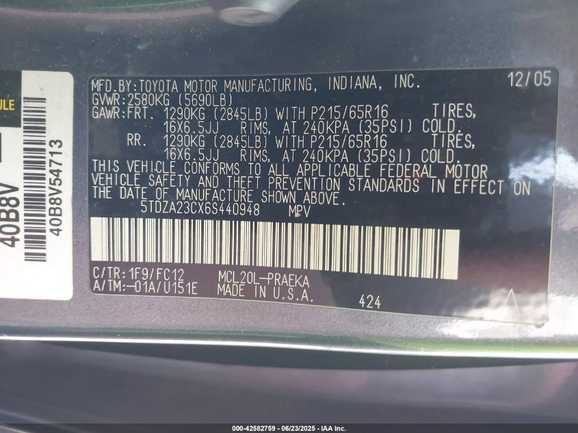 MFD.BY:TOYOTA MOTOR MANUFACTURING, INDIANA, INC. 12/05
GVWR:2580KG (5690LB)
GAWR:FRT. 1290KG (2845LB) WITH P215/65R16 TIRES,
16X6.5JJ RIMS, AT 240KPA (35PSI) COLD.
RR. 1290KG (2845LB) WITH P215/65R16 TIRES,
16X6.5JJ RIMS, AT 240KPA (35PSI) COLD.
THIS VEHICLE CONFORMS TO ALL APPLICABLE FEDERAL MOTOR
VEHICLE SAFETY AND THEFT PREVENTION STANDARDS IN EFFECT ON
THE DATE OF MANUFACTURE SHOWN ABOVE.
5TDZA23CX6S440948 MPV
C/TR:1F9/FC12 MCL20L-PRAEKA
A/TM:-01A/U151E MADE IN U.S.A.
424
40B8V
40B8V54713
000-42582759 - 06/23/2025 - IAA Inc.